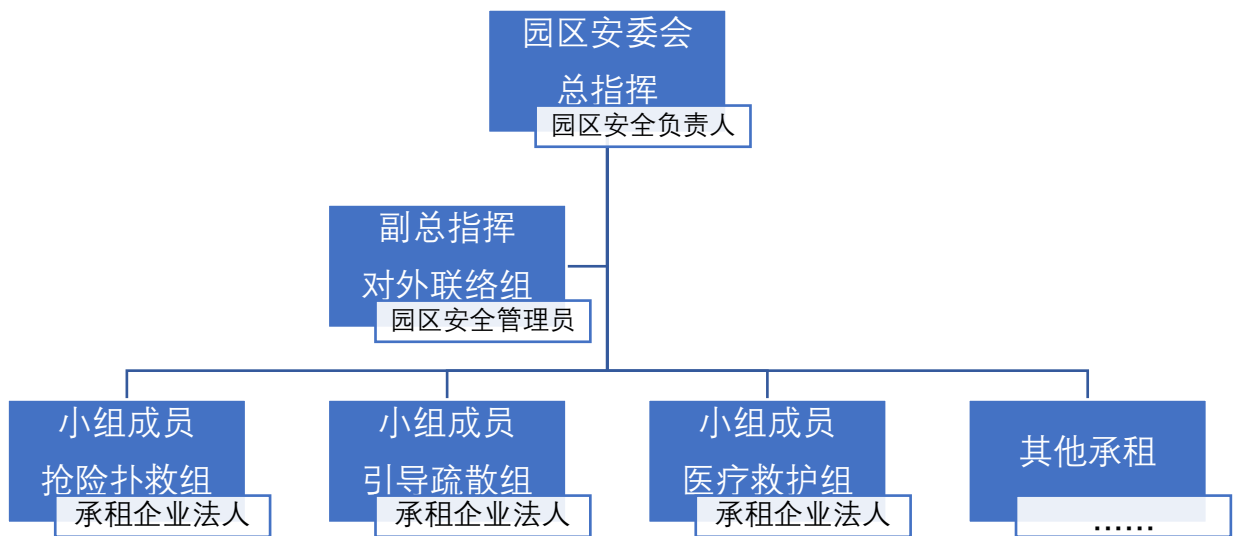 园区安委会
总指挥
园区安全负责人
副总指挥
对外联络组
园区安全管理员
小组成员
抢险扑救组
承租企业法人
小组成员
引导疏散组
承租企业法人
小组成员
医疗救护组
承租企业法人
其他承租
......